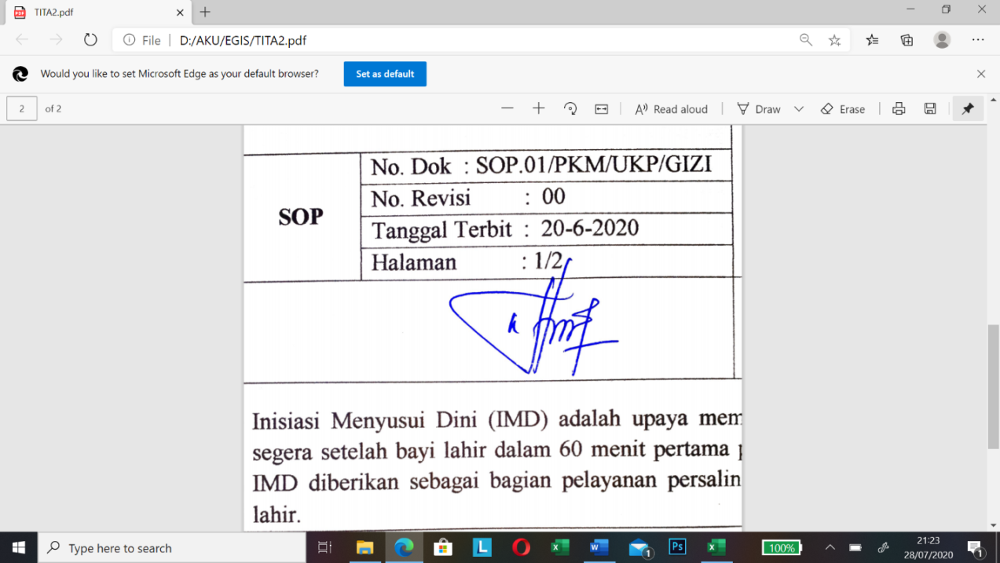 TITA2.pdf
File D:/AKU/EGIS/TITA2.pdf
Would you like to set Microsoft Edge as your default browser? Set as default
2 of 2 Read aloud Draw Erase
SOP
No. Dok : SOP.01/PKM/UKP/GIZI
No. Revisi : 00
Tanggal Terbit : 20-6-2020
Halaman : 1/2
Inisiasi Menyusui Dini (IMD) adalah upaya mem
segera setelah bayi lahir dalam 60 menit pertama p
IMD diberikan sebagai bagian pelayanan persalin
lahir.
Type here to search
100%
21:23
28/07/2020